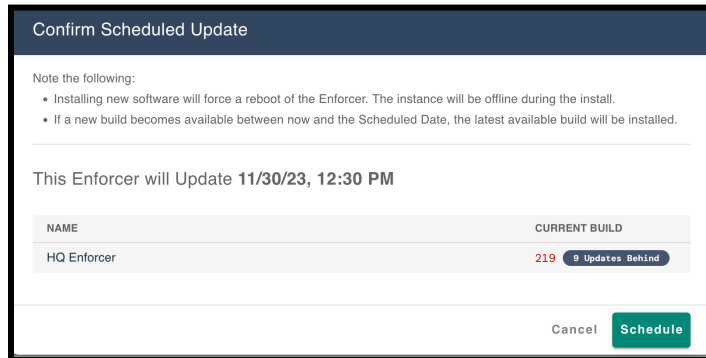 Confirm Scheduled Update
Note the following:
• Installing new software will force a reboot of the Enforcer. The instance will be offline during the install.
• If a new build becomes available between now and the Scheduled Date, the latest available build will be installed.
This Enforcer will Update 11/30/23, 12:30 PM
NAME CURRENT BUILD
HQ Enforcer 219 9 Updates Behind
Cancel Schedule